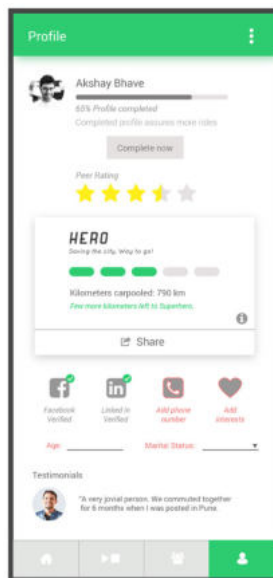 Profile
Akshay Bhave
65% Profile completed
Completed profile assures more rides
Complete now
Peer Rating
HERO
Saving the city, Way to go!
Kilometers carpooled: 790 km
Few more kilometers left to Superhero.
Share
Facebook
Verified
Linked in
Verified
Add phone
number
Add
interests
Age:
Marital Status:
Testimonials
"A very jovial person. We commuted together
for 6 months when I was posted in Pune